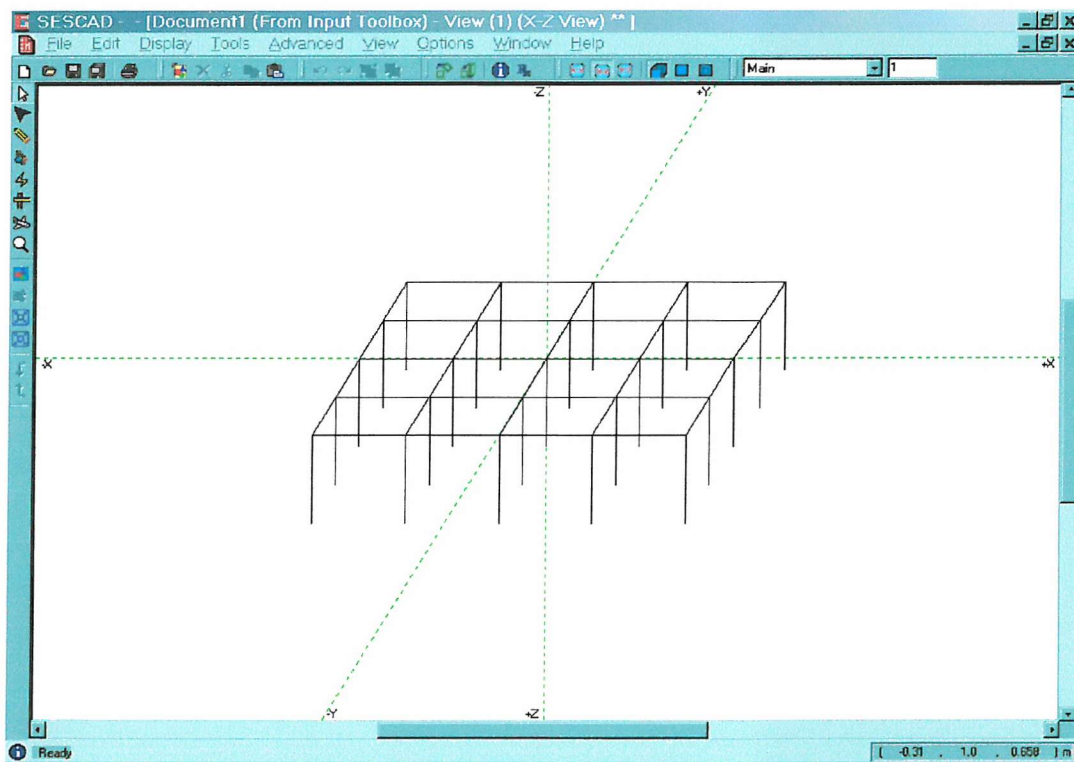 SESCAD - - [Document1 (From Input Toolbox) - View (1) (X-Z View) ** ]
File Edit Display Tools Advanced View Options Window Help
Main 1
-Z +Y
-X +X
-Y +Z
Ready ( -0.31 , 1.0 , 0.658 ) m